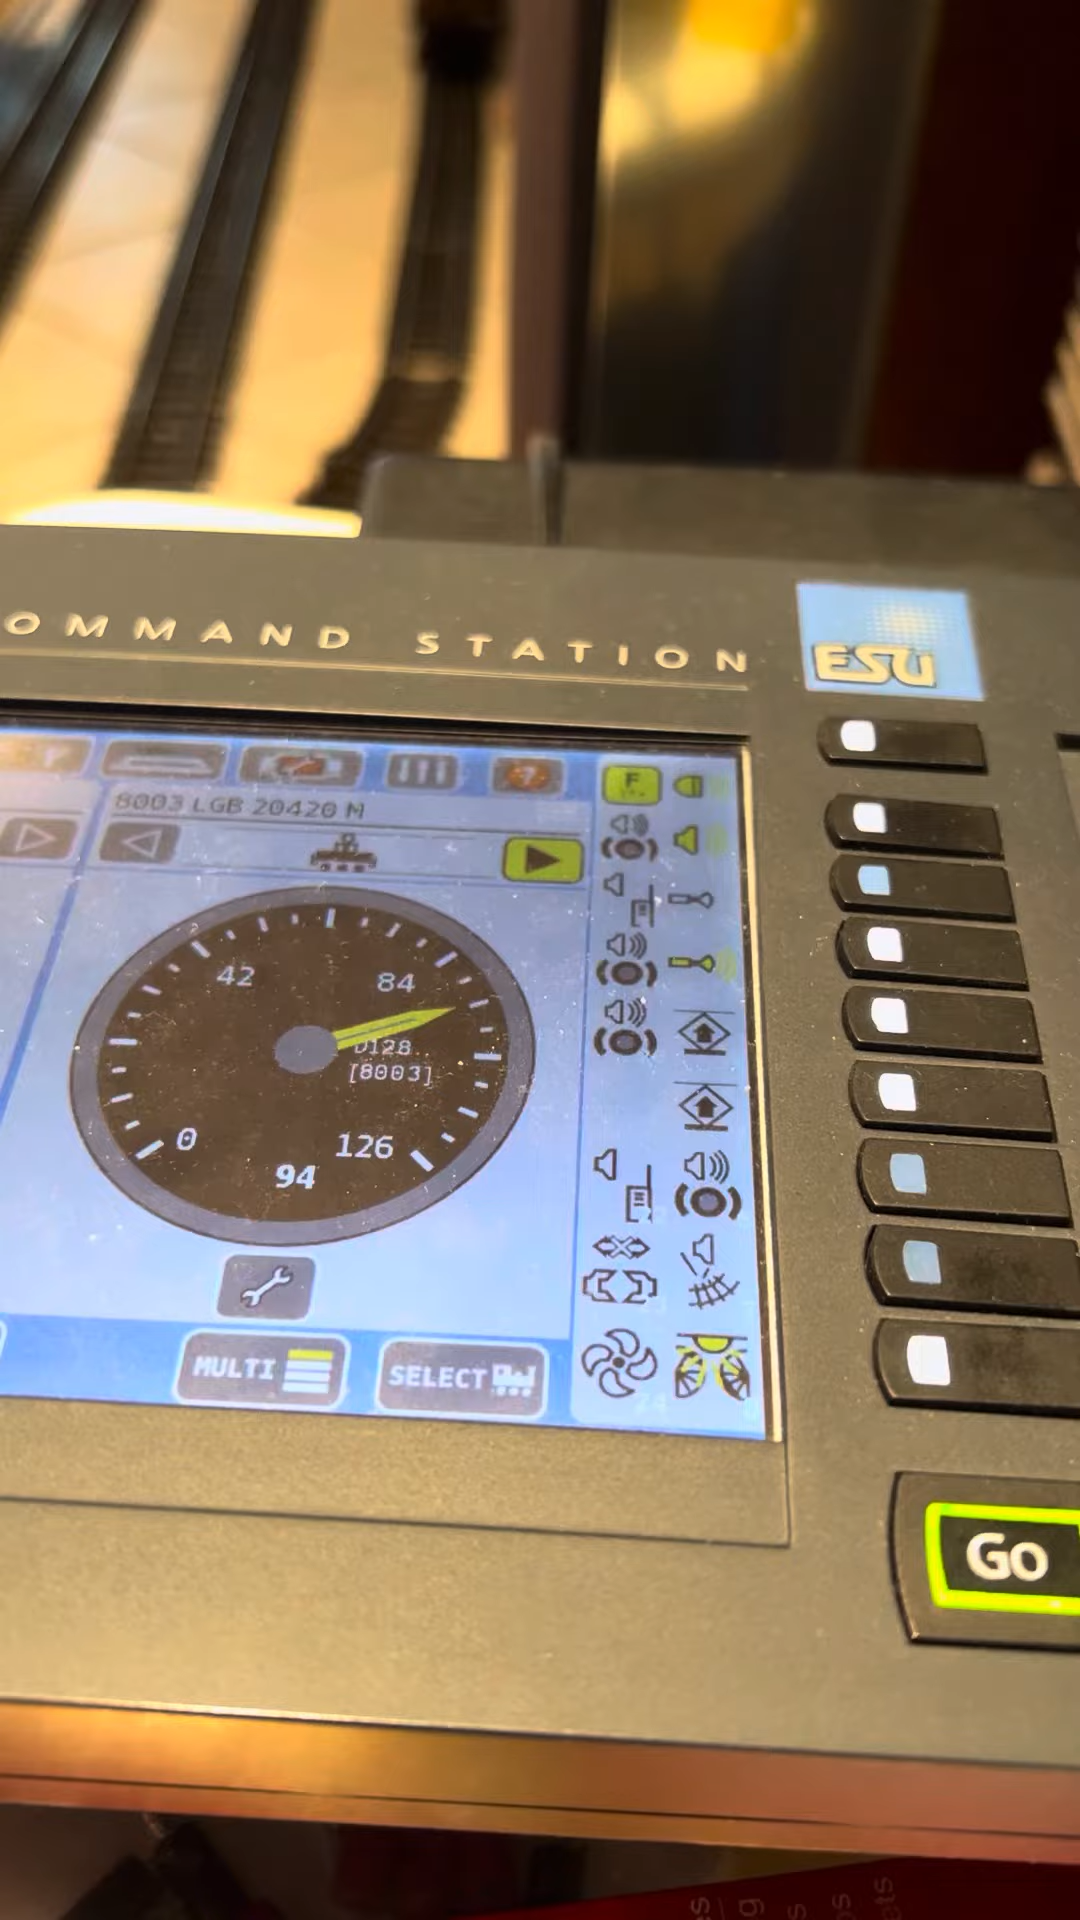 OMMAND STATION
ESU
8003 LGB 20420 M
F
42
84
D128
[8003]
0
126
94
MULTI
SELECT
Go